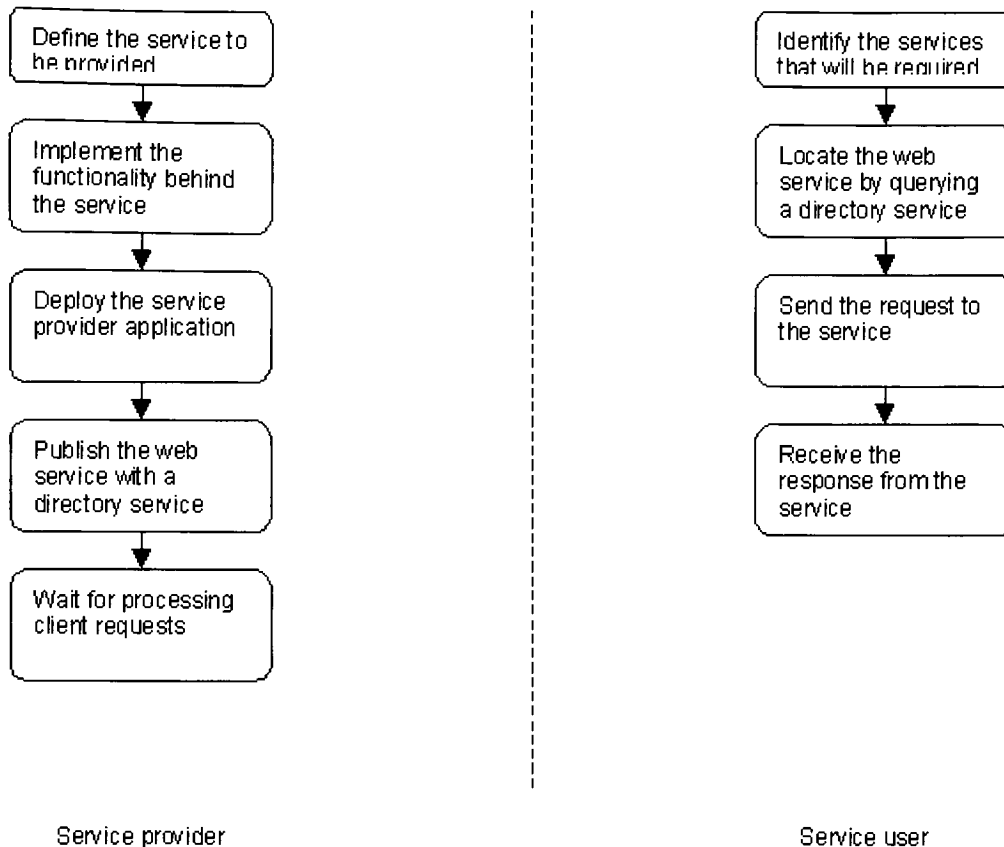 Define the service to
be provided
Implement the
functionality behind
the service
Deploy the service
provider application
Publish the web
service with a
directory service
Wait for processing
client requests
Service provider
Identify the services
that will be required
Locate the web
service by querying
a directory service
Send the request to
the service
Receive the
response from the
service
Service user